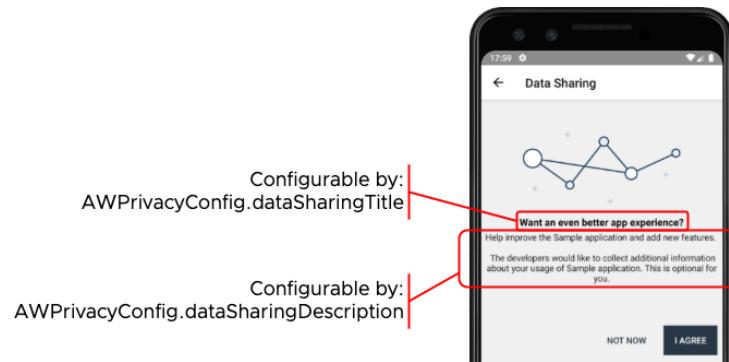 17:59
Data Sharing
Configurable by:
AWPrivacyConfig.dataSharingTitle
Want an even better app experience?
Help improve the Sample application and add new features.
The developers would like to collect additional information
about your usage of Sample application. This is optional for
you.
Configurable by:
AWPrivacyConfig.dataSharingDescription
NOT NOW
I AGREE